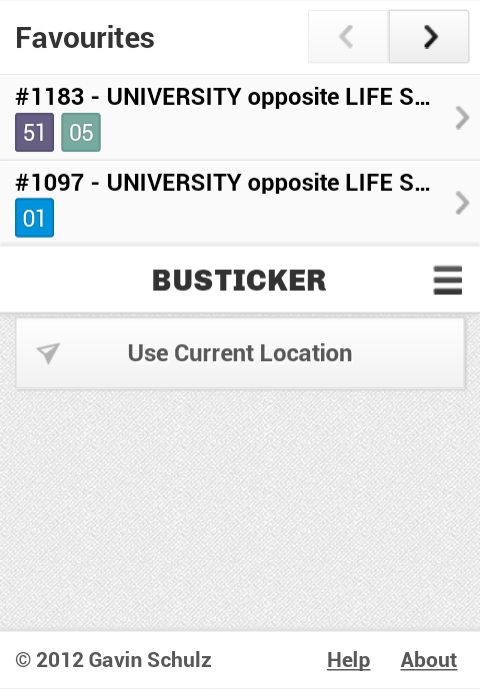 Favourites
#1183 - UNIVERSITY opposite LIFE S...
51 05
#1097 - UNIVERSITY opposite LIFE S...
01
BUSTICKER
Use Current Location
© 2012 Gavin Schulz Help About